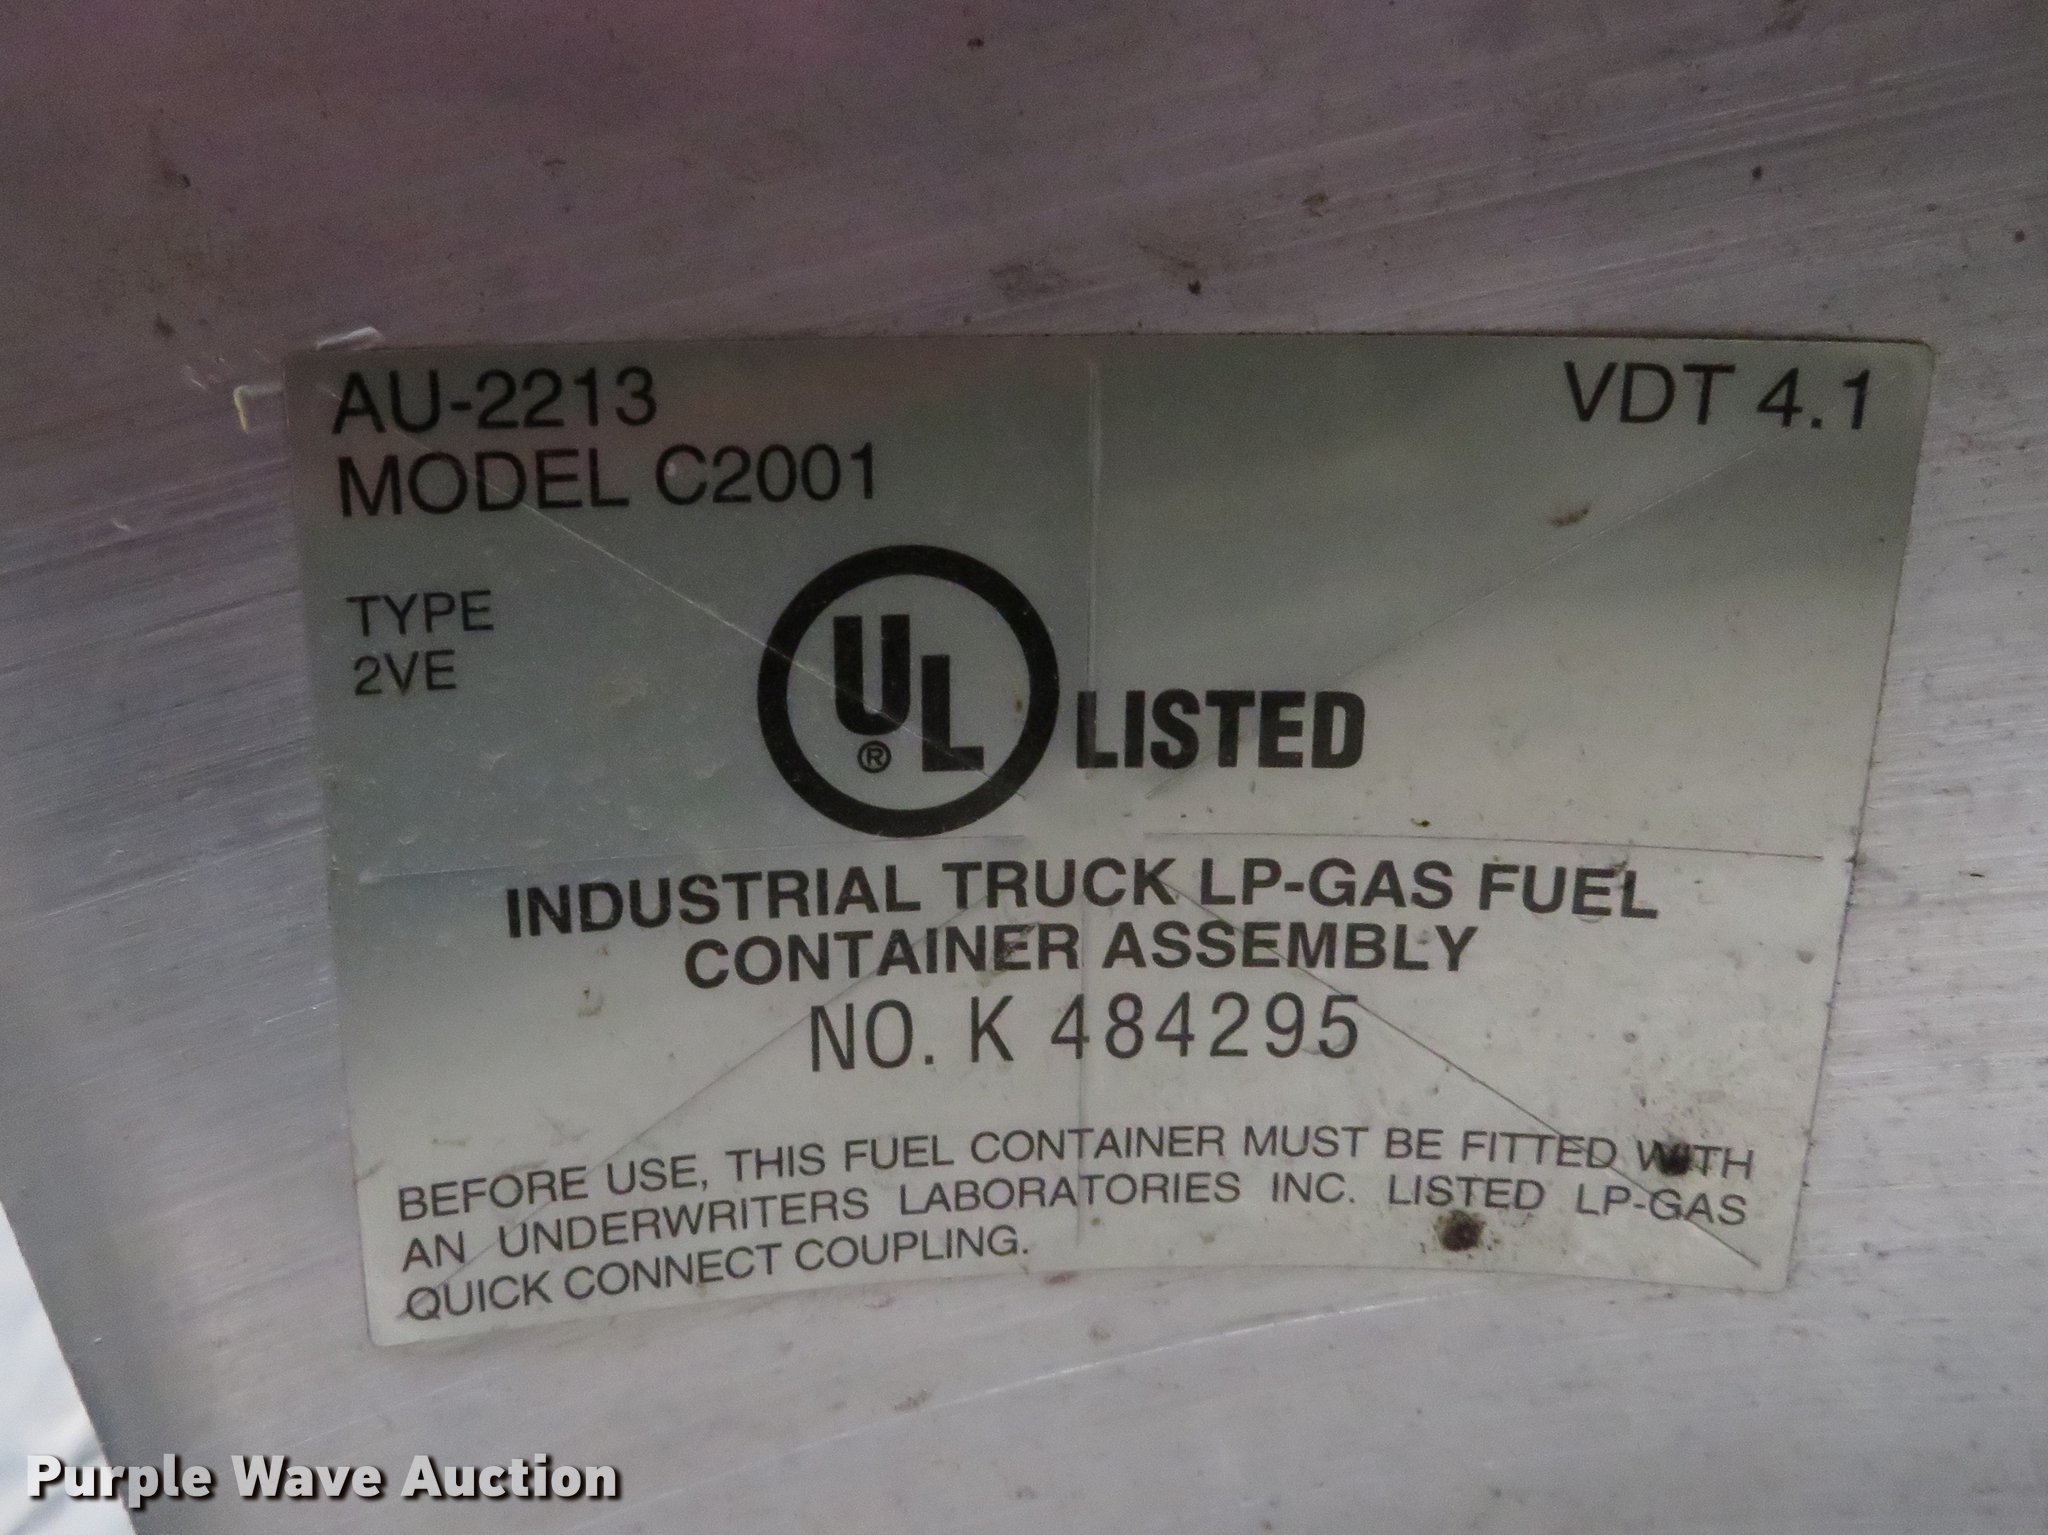 AU-2213
VDT 4.1
MODEL C2001
TYPE
2VE
UL
®
LISTED
INDUSTRIAL TRUCK LP-GAS FUEL
CONTAINER ASSEMBLY
NO. K 484295
BEFORE USE, THIS FUEL CONTAINER MUST BE FITTED WITH
AN UNDERWRITERS LABORATORIES INC. LISTED LP-GAS
QUICK CONNECT COUPLING.
Purple Wave Auction